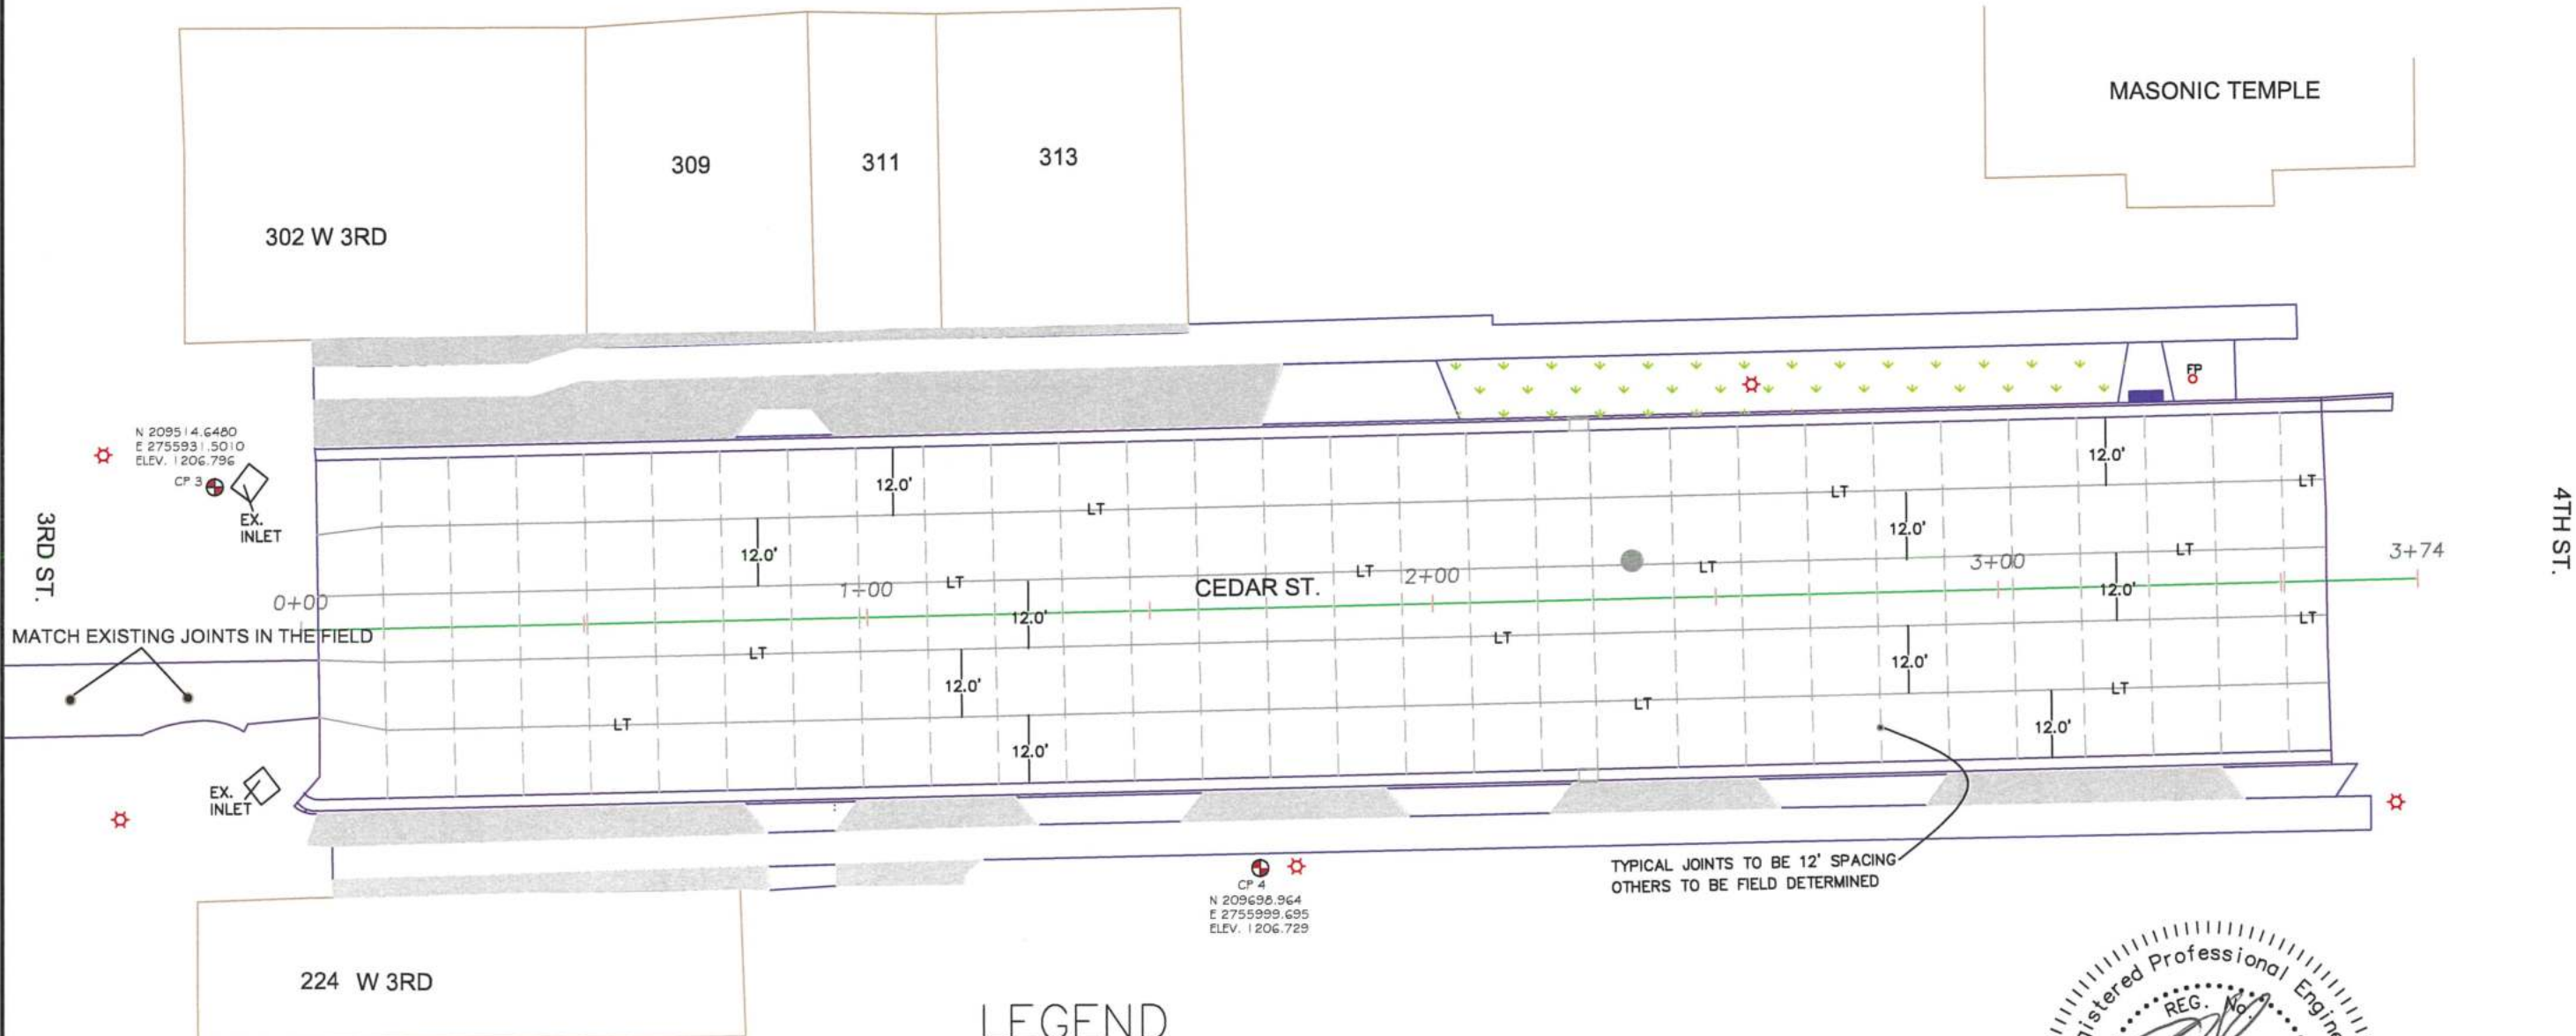 MASONIC TEMPLE
309
311
313
302 W 3RD
FP
N 209514.6480
E 2755931.5010
ELEV. 1206.796
CP 3
EX.
INLET
3RD ST.
4TH ST.
12.0'
12.0'
12.0'
12.0'
LT
LT
LT
0+00
1+00
2+00
3+00
3+74
LT
LT
LT
LT
CEDAR ST.
12.0'
12.0'
LT
MATCH EXISTING JOINTS IN THE FIELD
LT
LT
12.0'
12.0'
LT
LT
LT
12.0'
12.0'
EX.
INLET
TYPICAL JOINTS TO BE 12' SPACING
OTHERS TO BE FIELD DETERMINED
CP 4
N 209698.964
E 2755999.695
ELEV. 1206.729
224 W 3RD
LEGEND
Professional
REG. No.